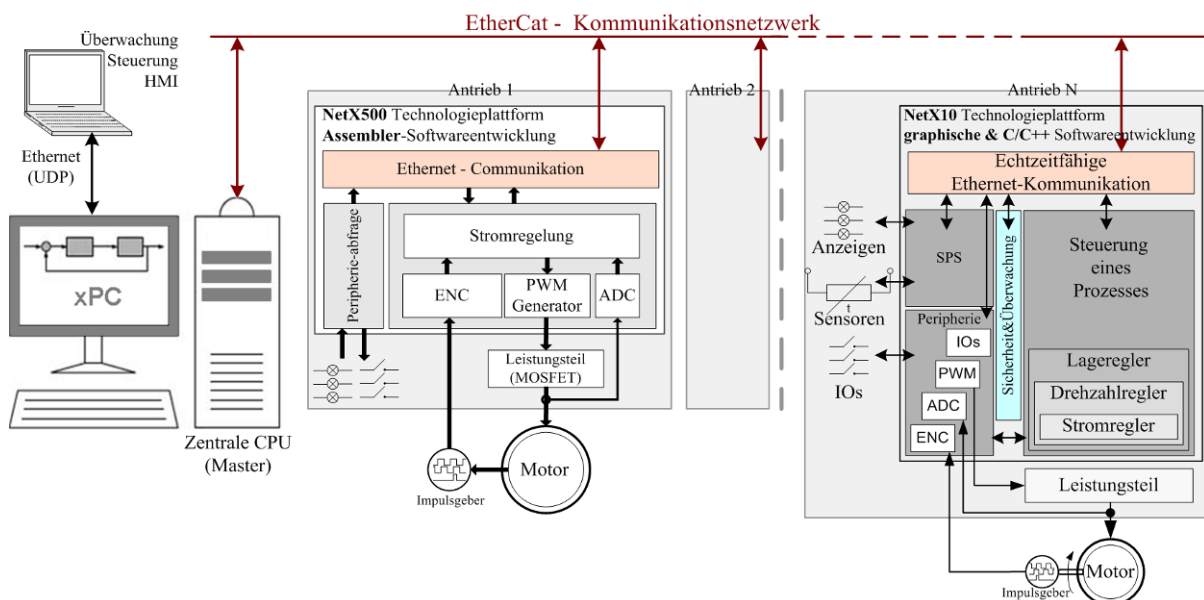 EtherCat - Kommunikationsnetzwerk
Überwachung
Steuerung
HMI
Ethernet
(UDP)
xPC
Zentrale CPU
(Master)
Antrieb 1
NetX500 Technologieplattform
Assembler-Softwareentwicklung
Ethernet - Communikation
Peripherie-abfrage
Stromregelung
ENC
PWM
Generator
ADC
Leistungsteil
(MOSFET)
Motor
Impulsgeber
Antrieb 2
Antrieb N
NetX10 Technologieplattform
graphische & C/C++ Softwareentwicklung
Echtzeitfähige
Ethernet-Kommunikation
Anzeigen
t
Sensoren
IOs
SPS
Peripherie
IOs
PWM
ADC
ENC
Sicherheit&Überwachung
Steuerung
eines
Prozesses
Lageregler
Drehzahlregler
Stromregler
Leistungsteil
Motor
Impulsgeber